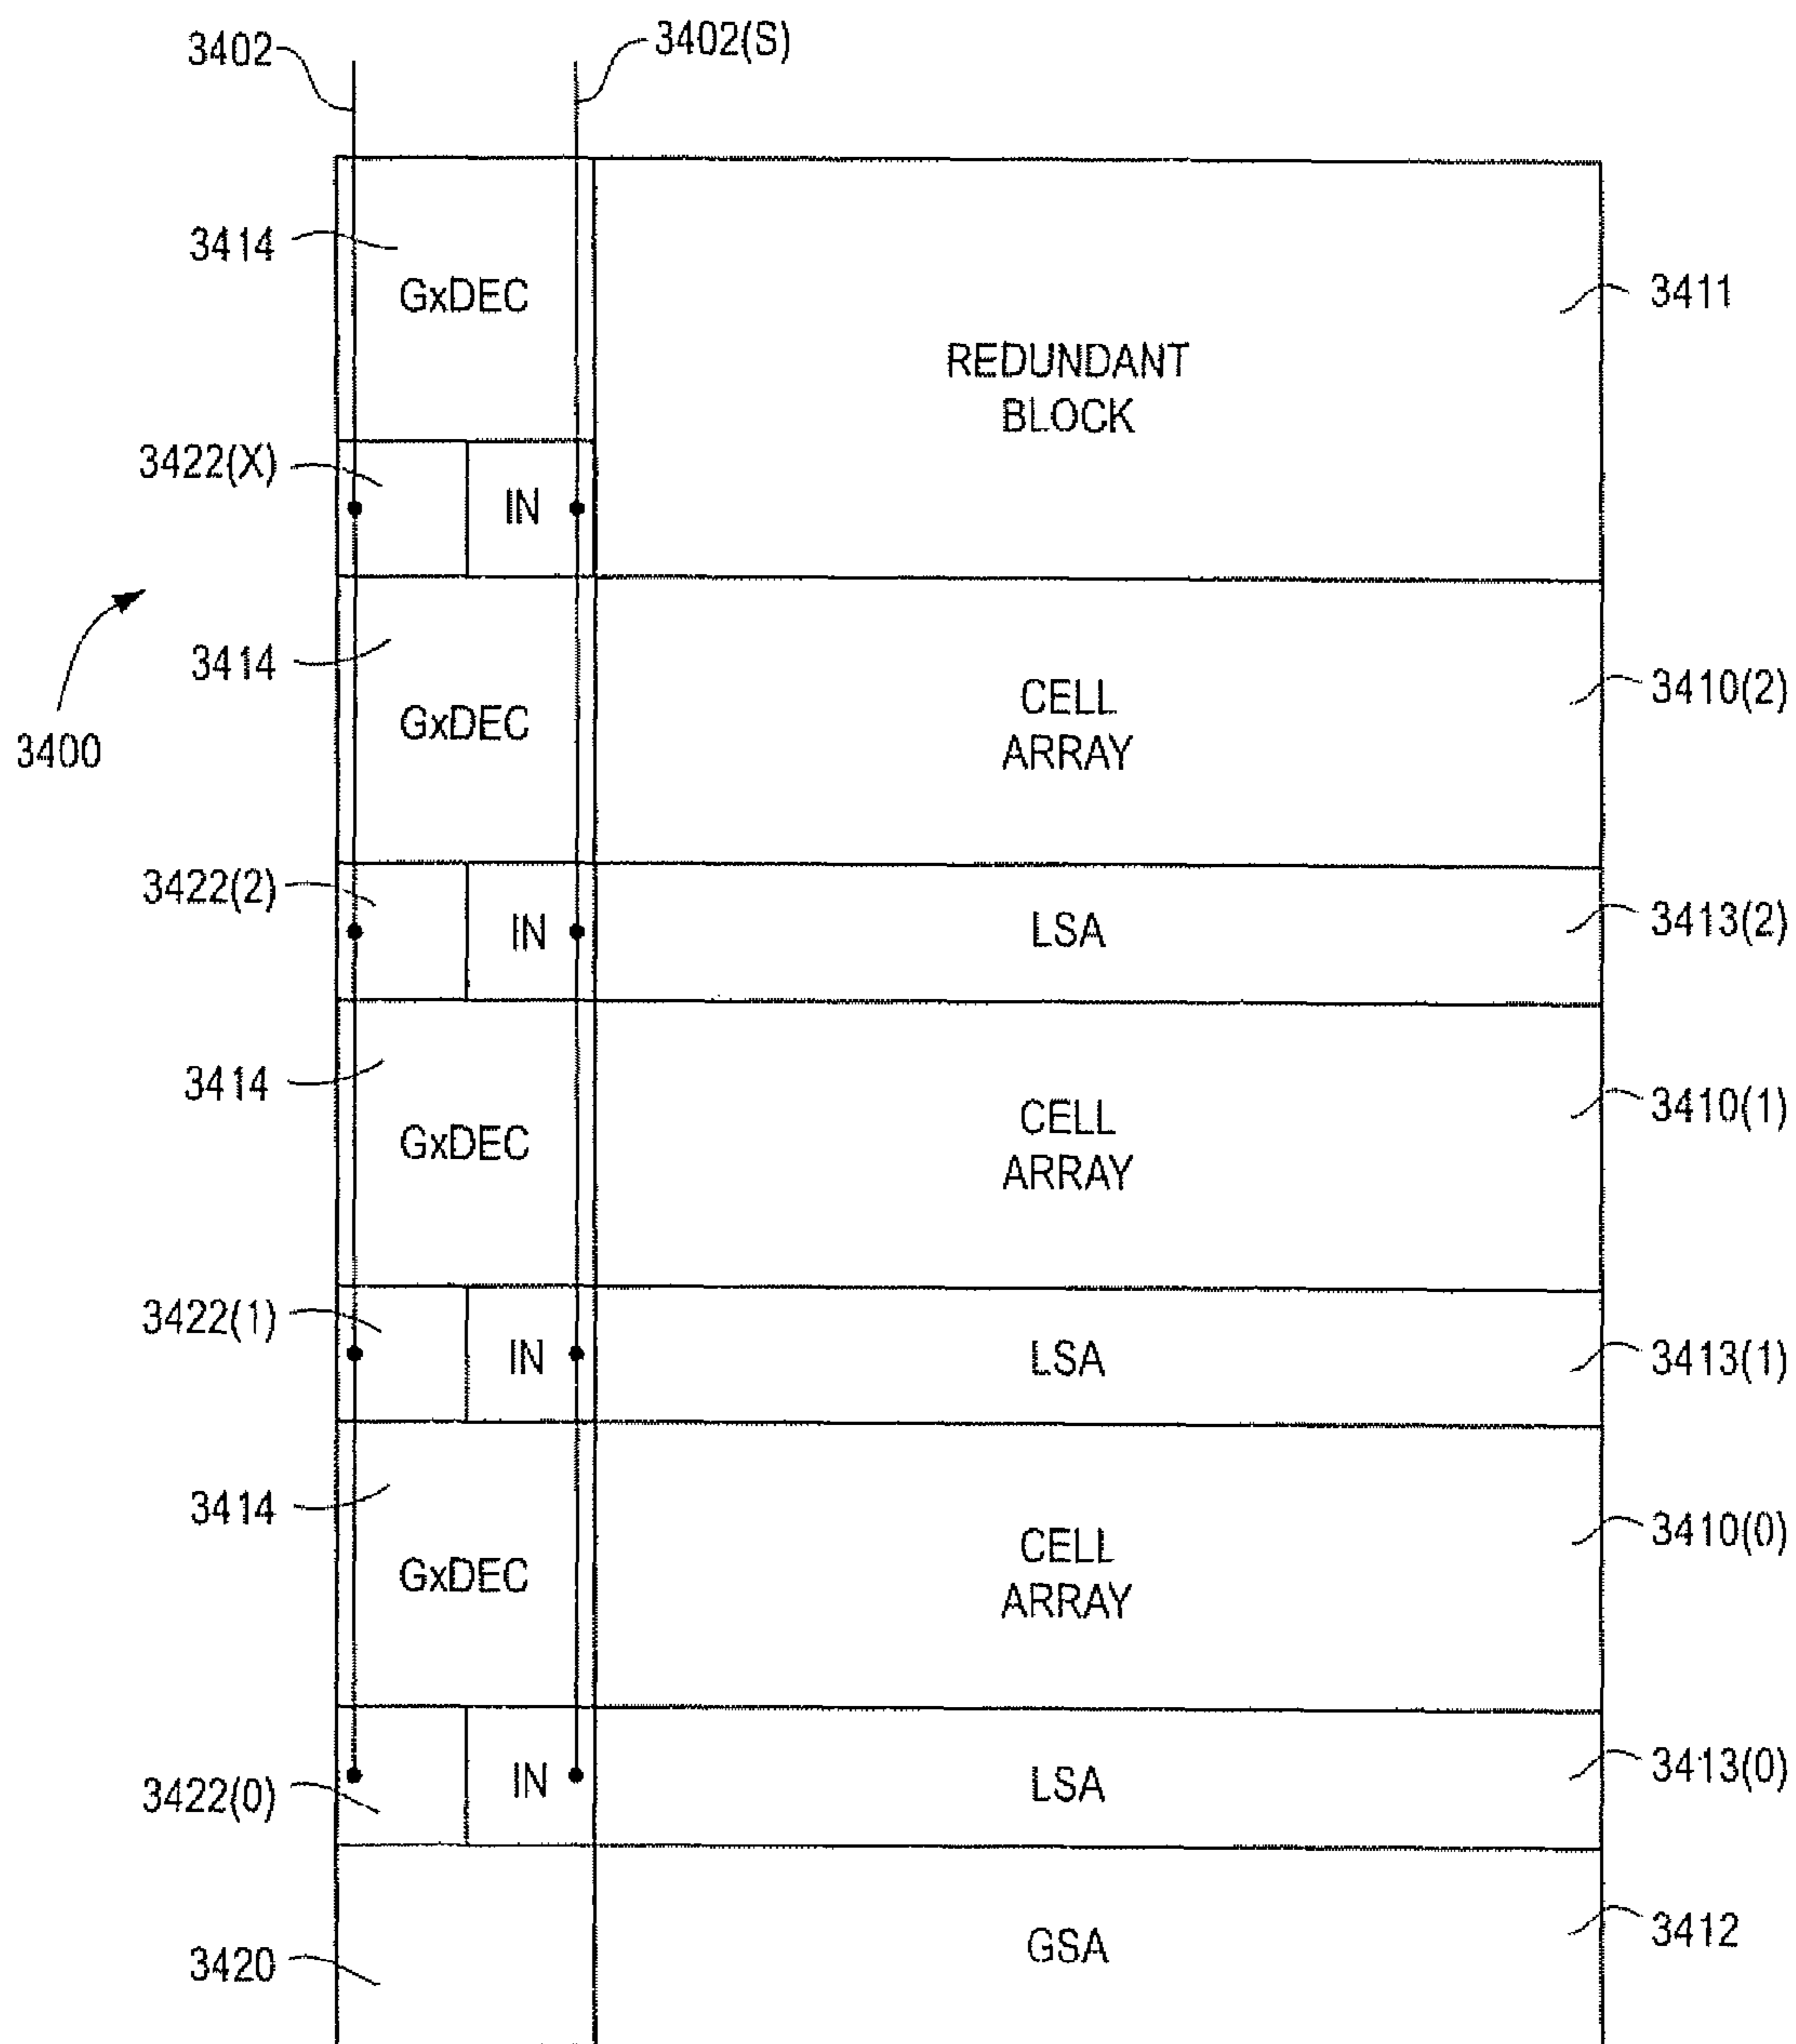 3402
3402(S)
3414
GxDEC
3411
REDUNDANT
BLOCK
3422(X)
IN
3400
3414
GxDEC
CELL
ARRAY
3410(2)
3422(2)
IN
LSA
3413(2)
3414
GxDEC
CELL
ARRAY
3410(1)
3422(1)
IN
LSA
3413(1)
3414
GxDEC
CELL
ARRAY
3410(0)
3422(0)
IN
LSA
3413(0)
3420
GSA
3412